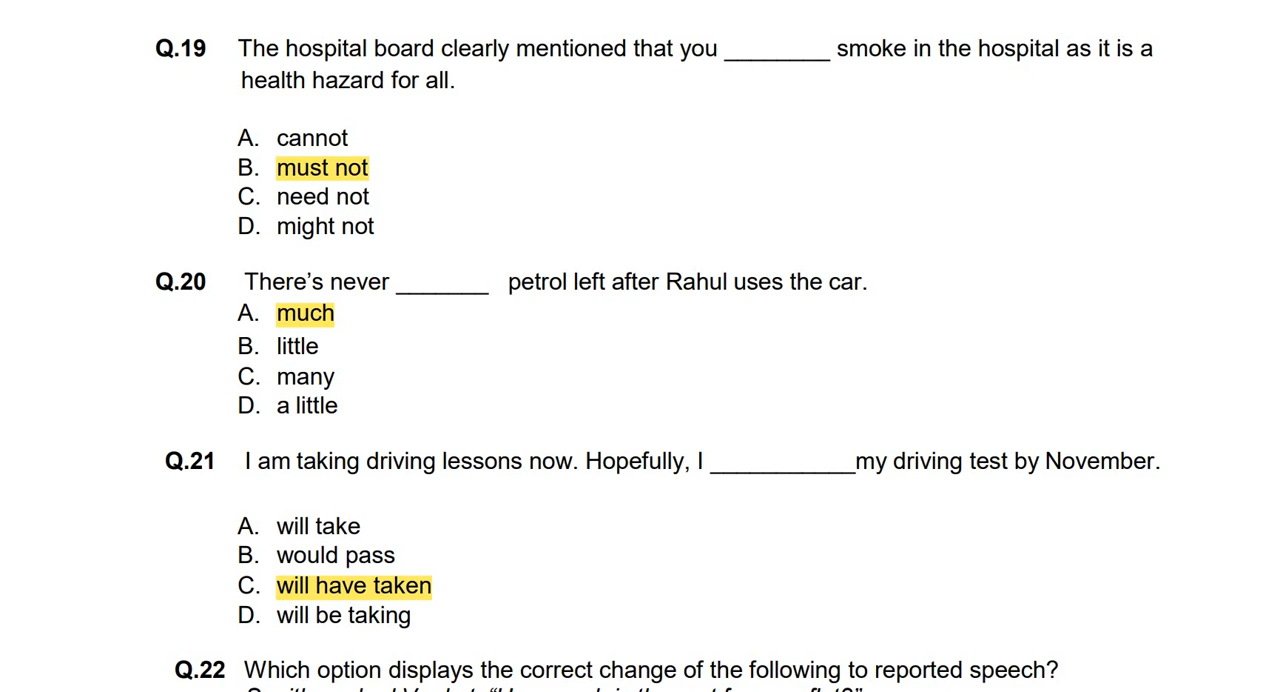 Q.19 The hospital board clearly mentioned that you ________ smoke in the hospital as it is a
health hazard for all.
A. cannot
B. must not
C. need not
D. might not
Q.20 There’s never _______ petrol left after Rahul uses the car.
A. much
B. little
C. many
D. a little
Q.21 I am taking driving lessons now. Hopefully, I ___________my driving test by November.
A. will take
B. would pass
C. will have taken
D. will be taking
Q.22 Which option displays the correct change of the following to reported speech?